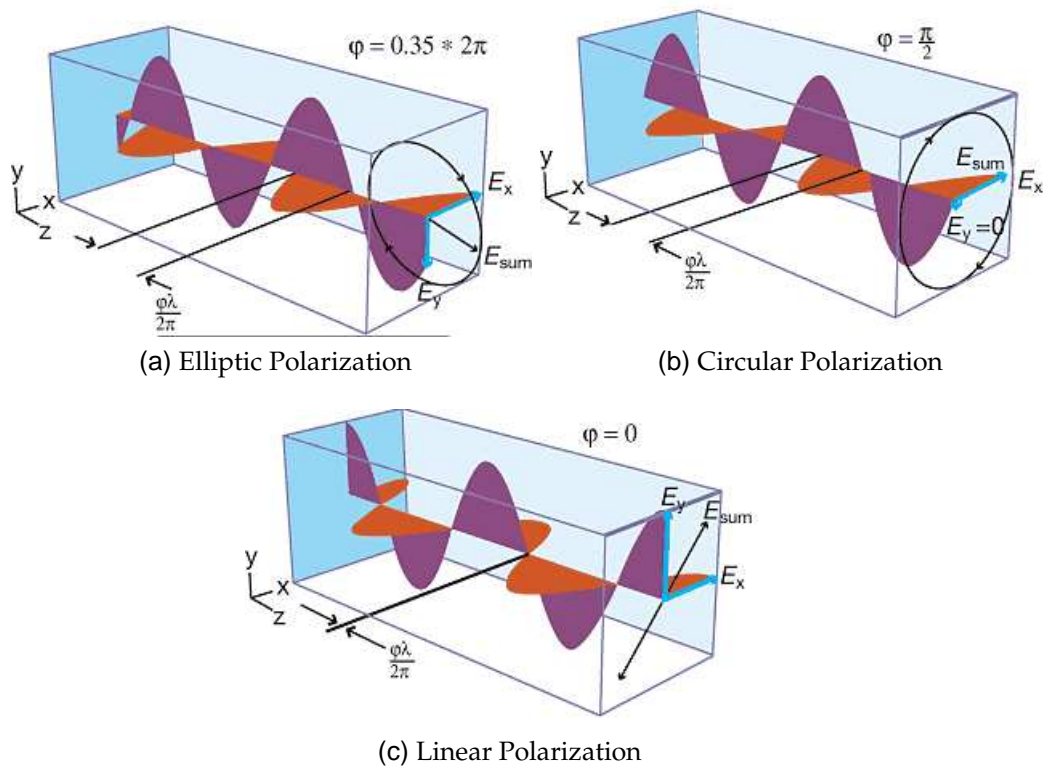 φ = 0.35 * 2π
y
x
z
φλ
2π
E_x
E_sum
E_y
(a) Elliptic Polarization
φ = π/2
y
x
z
φλ
2π
E_sum
E_x
E_y =0
(b) Circular Polarization
φ = 0
y
x
z
φλ
2π
E_y
E_sum
E_x
(c) Linear Polarization